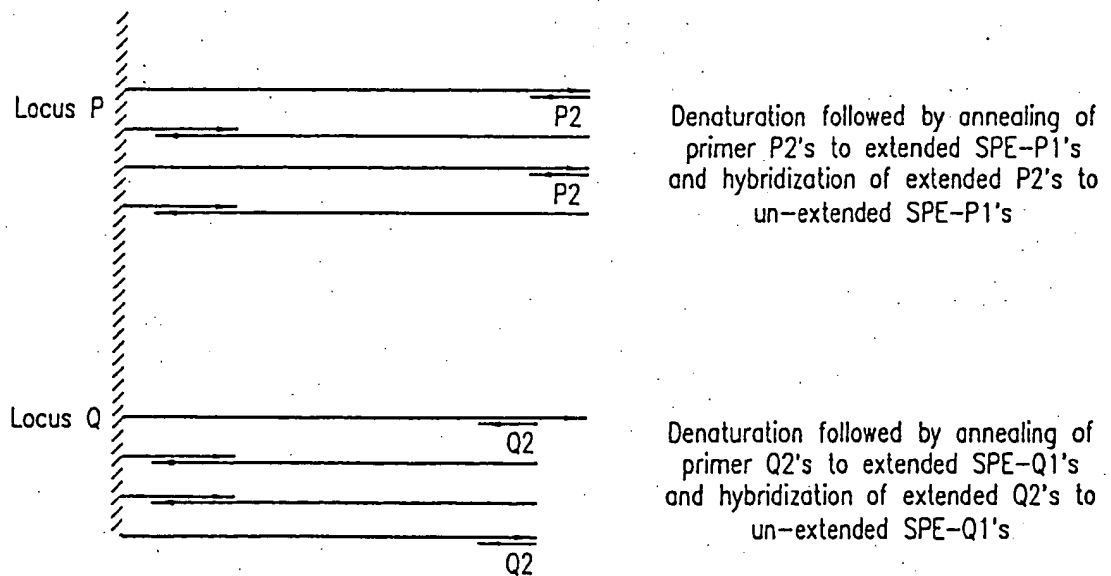 Locus P
P2
P2
Denaturation followed by annealing of
primer P2's to extended SPE-P1's
and hybridization of extended P2's to
un-extended SPE-P1's
Locus Q
Q2
Q2
Denaturation followed by annealing of
primer Q2's to extended SPE-Q1's
and hybridization of extended Q2's to
un-extended SPE-Q1's